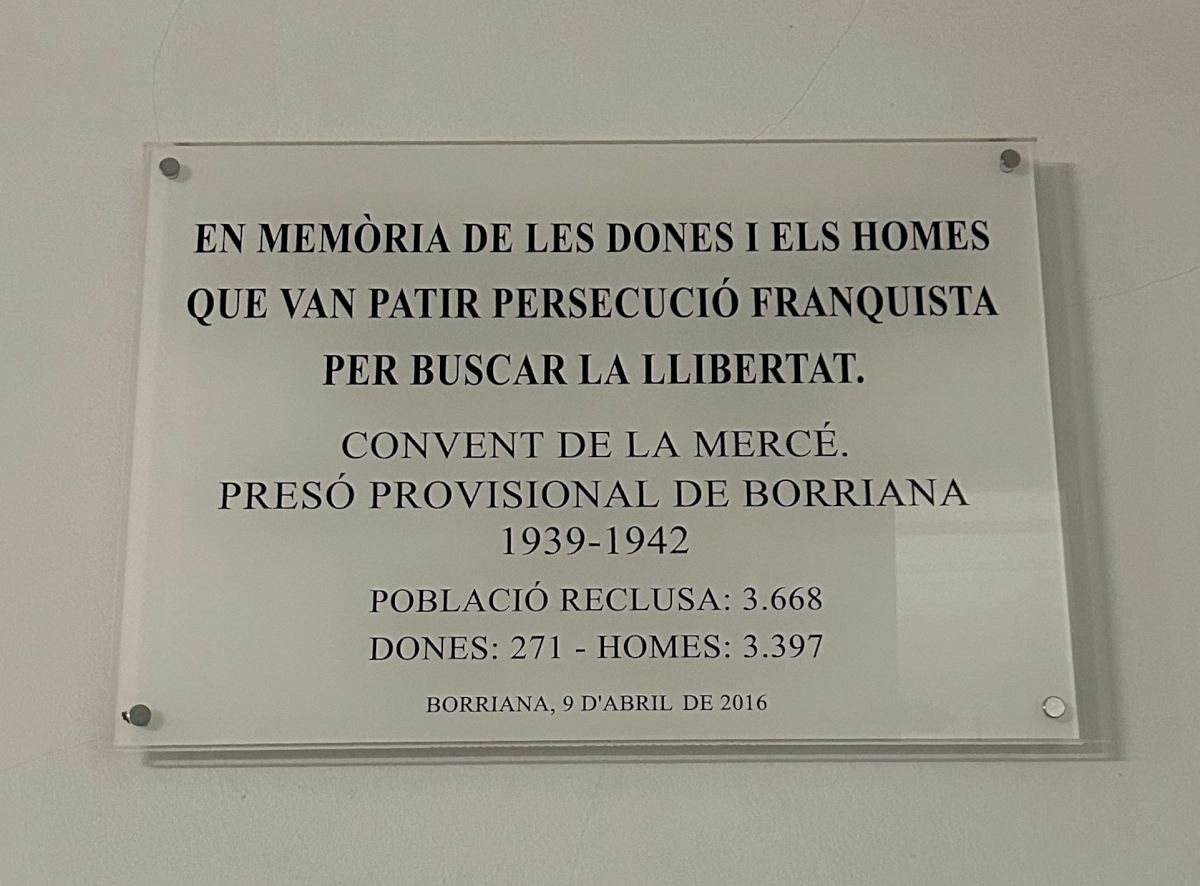 EN MEMÒRIA DE LES DONES I ELS HOMES
QUE VAN PATIR PERSECUCIÓ FRANQUISTA
PER BUSCAR LA LLIBERTAT.
CONVENT DE LA MERCÉ.
PRESÓ PROVISIONAL DE BORRIANA
1939-1942
POBLACIÓ RECLUSA: 3.668
DONES: 271 - HOMES: 3.397
BORRIANA, 9 D'ABRIL DE 2016